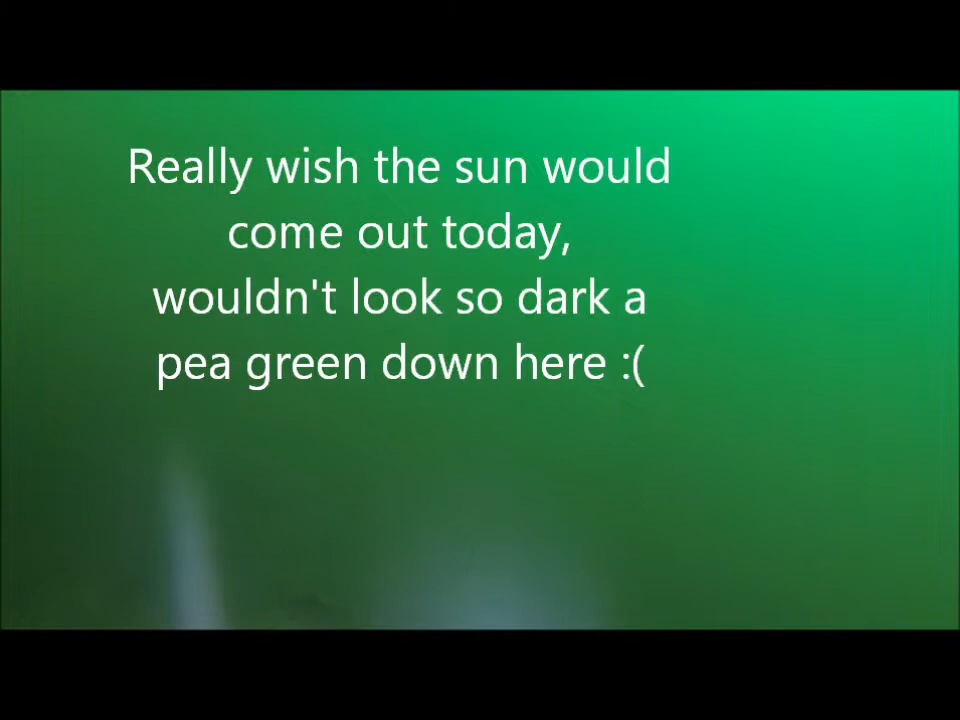 Really wish the sun would
come out today,
wouldn't look so dark a
pea green down here :(